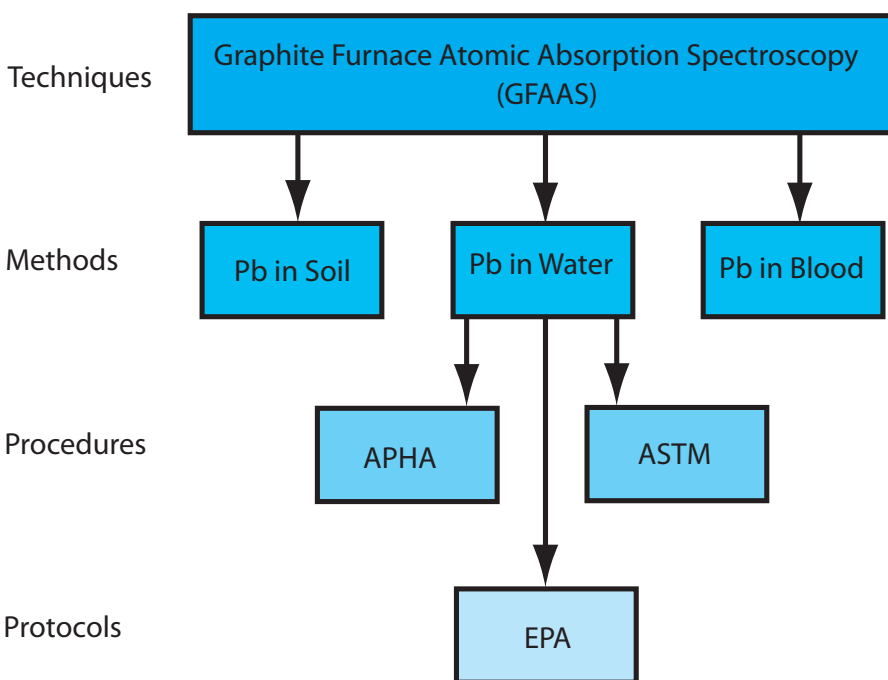 Techniques
Graphite Furnace Atomic Absorption Spectroscopy
(GFAAS)
Methods
Pb in Soil
Pb in Water
Pb in Blood
Procedures
APHA
ASTM
Protocols
EPA